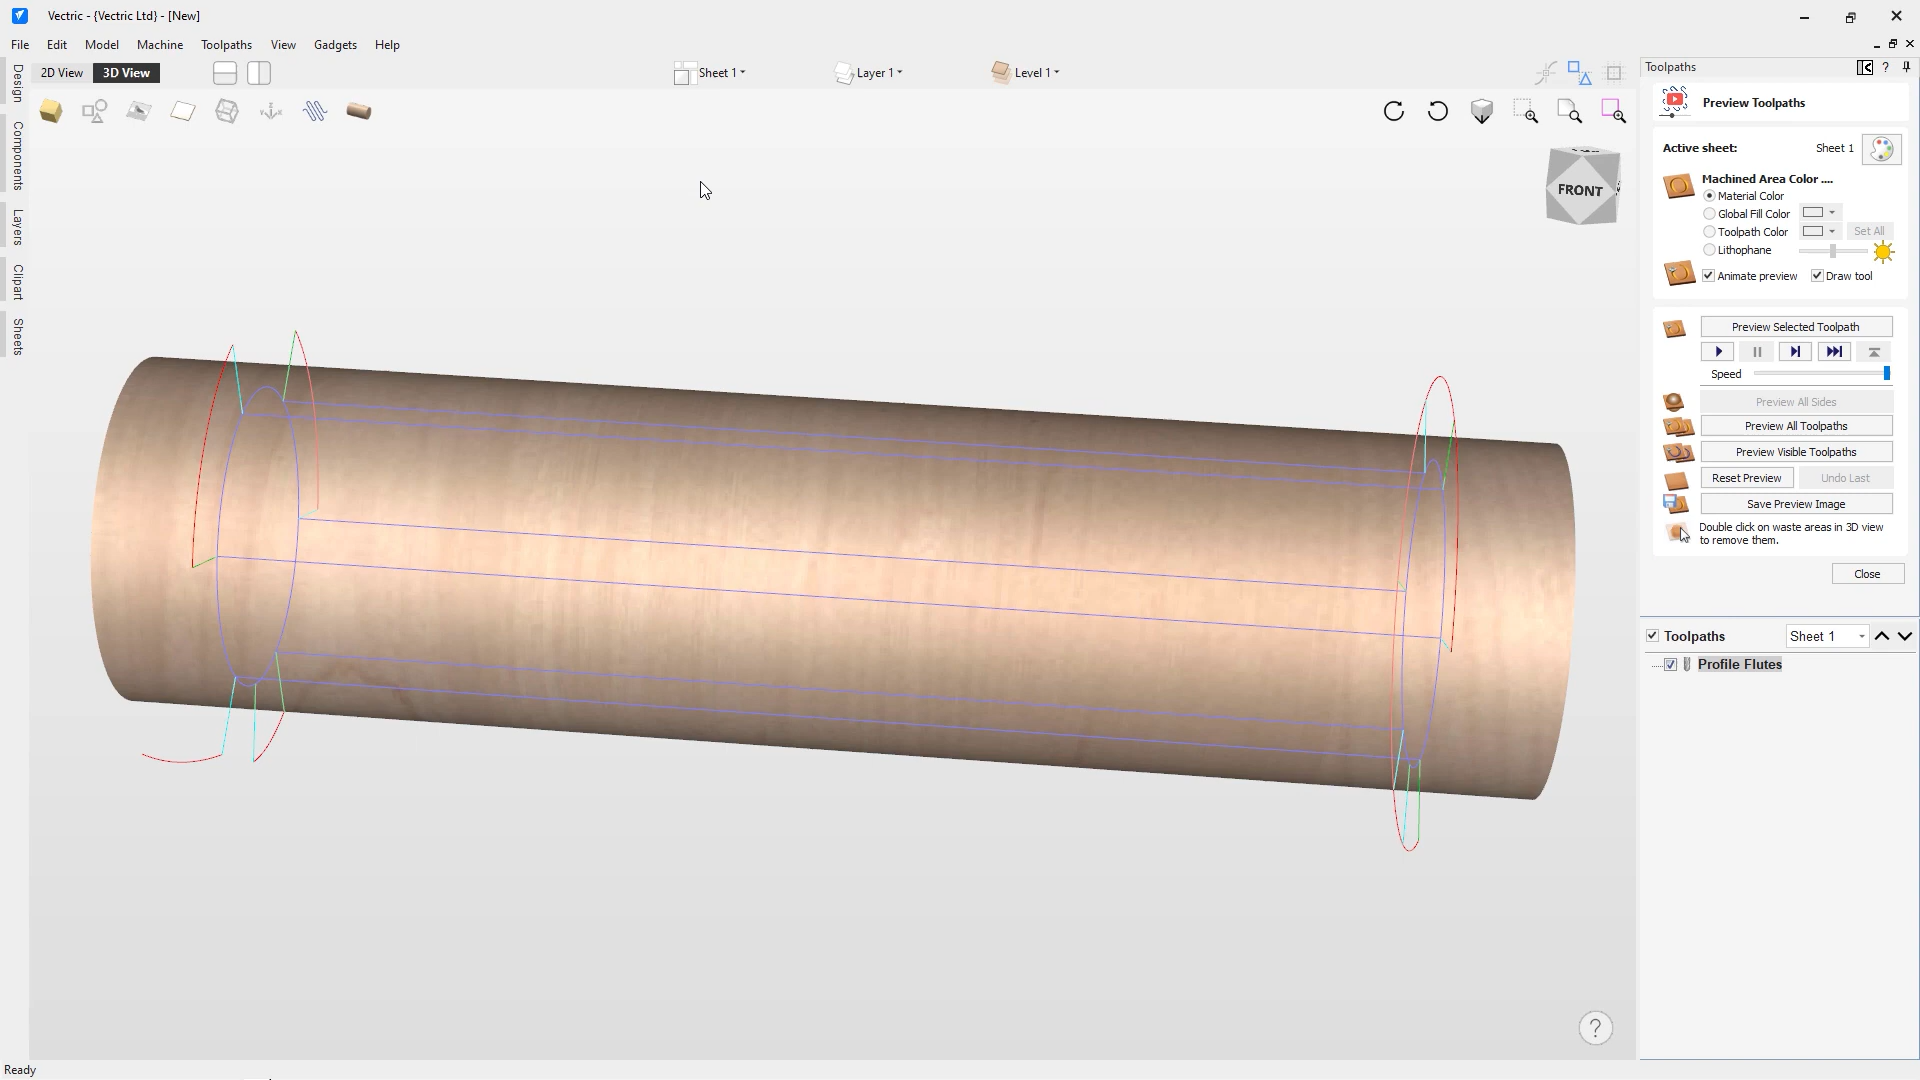 Vectric - {Vectric Ltd} - [New]
File Edit Model Machine Toolpaths View Gadgets Help
2D View 3D View Sheet 1 Layer 1 Level 1
Design
Components
Layers
Clipart
Sheets
FRONT
Toolpaths ?
Preview Toolpaths
Active sheet: Sheet 1
Machined Area Color ....
Material Color
Global Fill Color
Toolpath Color Set All
Lithophane
Animate preview Draw tool
Preview Selected Toolpath
Speed
Preview All Sides
Preview All Toolpaths
Preview Visible Toolpaths
Reset Preview Undo Last
Save Preview Image
Double click on waste areas in 3D view
to remove them.
Close
Toolpaths Sheet 1
Profile Flutes
?
Ready